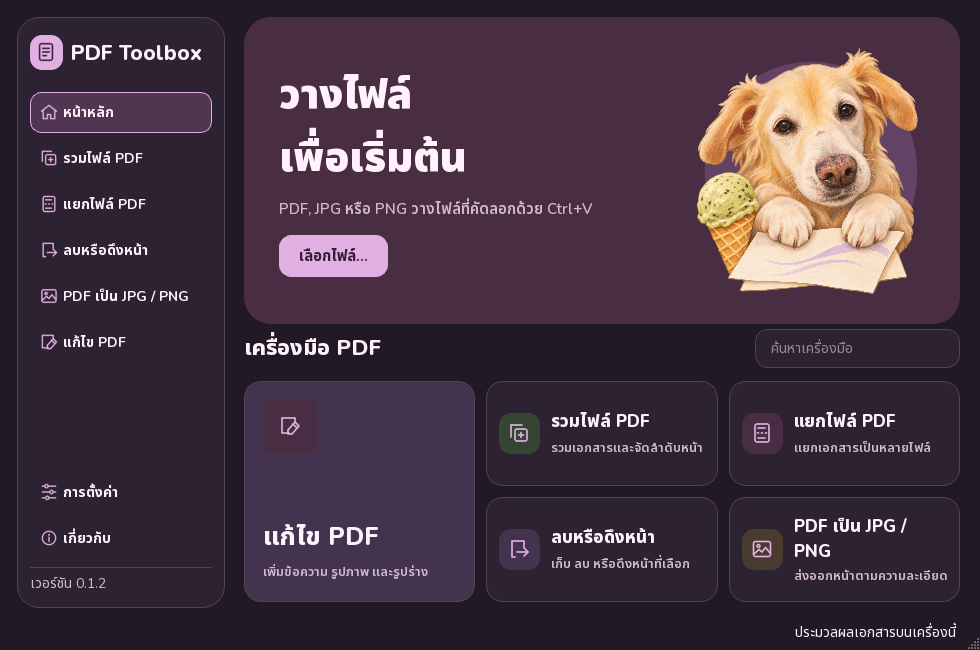 PDF Toolbox
หน้าหลัก
รวมไฟล์ PDF
แยกไฟล์ PDF
ลบหรือดึงหน้า
PDF เป็น JPG / PNG
แก้ไข PDF
การตั้งค่า
เกี่ยวกับ
เวอร์ชัน 0.1.2
วางไฟล์
เพื่อเริ่มต้น
PDF, JPG หรือ PNG วางไฟล์ที่คัดลอกด้วย Ctrl+V
เลือกไฟล์...
เครื่องมือ PDF
ค้นหาเครื่องมือ
แก้ไข PDF
เพิ่มข้อความ รูปภาพ และรูปร่าง
รวมไฟล์ PDF
รวมเอกสารและจัดลำดับหน้า
แยกไฟล์ PDF
แยกเอกสารเป็นหลายไฟล์
ลบหรือดึงหน้า
เก็บ ลบ หรือดึงหน้าที่เลือก
PDF เป็น JPG /
PNG
ส่งออกหน้าตามความละเอียด
ประมวลผลเอกสารบนเครื่องนี้